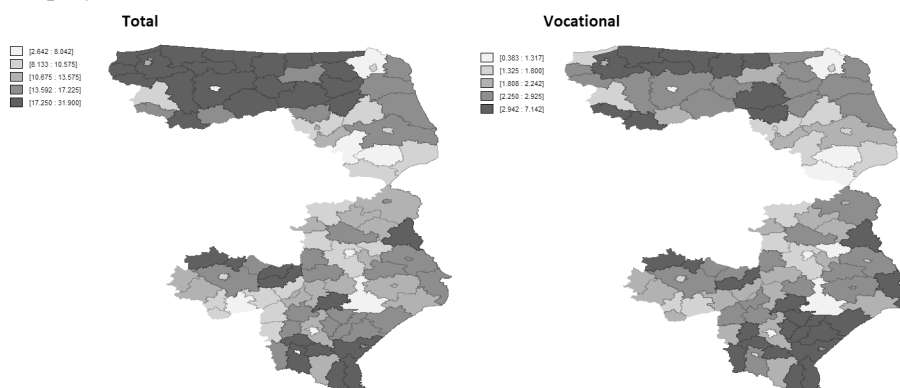 Total
[2.642 : 8.042]
[8.133 : 10.575]
[10.675 : 13.575]
[13.592 : 17.225]
[17.250 : 31.900]
Vocational
[0.383 : 1.317]
[1.325 : 1.800]
[1.808 : 2.242]
[2.250 : 2.925]
[2.942 : 7.142]